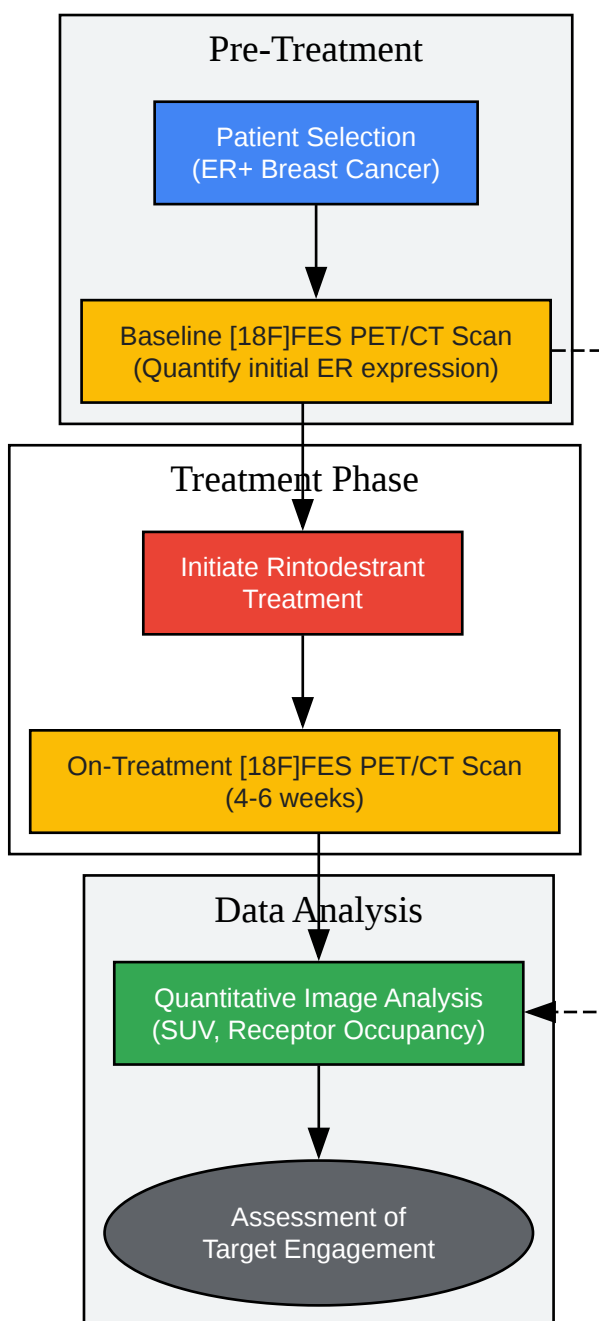 Pre-Treatment
Patient Selection
(ER+ Breast Cancer)
Baseline [18F]FES PET/CT Scan
(Quantify initial ER expression)
Treatment Phase
Initiate Rintodestrant
Treatment
On-Treatment [18F]FES PET/CT Scan
(4-6 weeks)
Data Analysis
Quantitative Image Analysis
(SUV, Receptor Occupancy)
Assessment of
Target Engagement